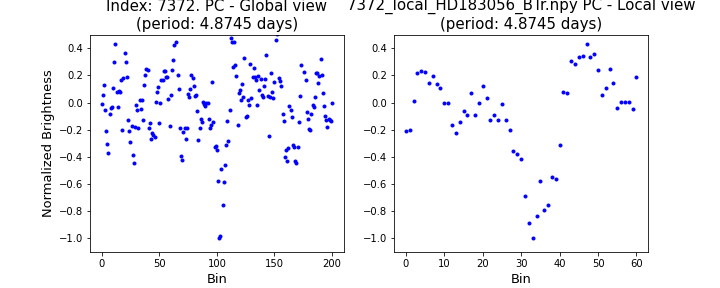 Index: 7372. PC - Global view
(period: 4.8745 days)
7372_local_HD183056_BTr.npy PC - Local view
(period: 4.8745 days)
Normalized Brightness
0.4
0.2
0.0
−0.2
−0.4
−0.6
−0.8
−1.0
0 50 100 150 200
Bin
0.4
0.2
0.0
−0.2
−0.4
−0.6
−0.8
−1.0
0 10 20 30 40 50 60
Bin